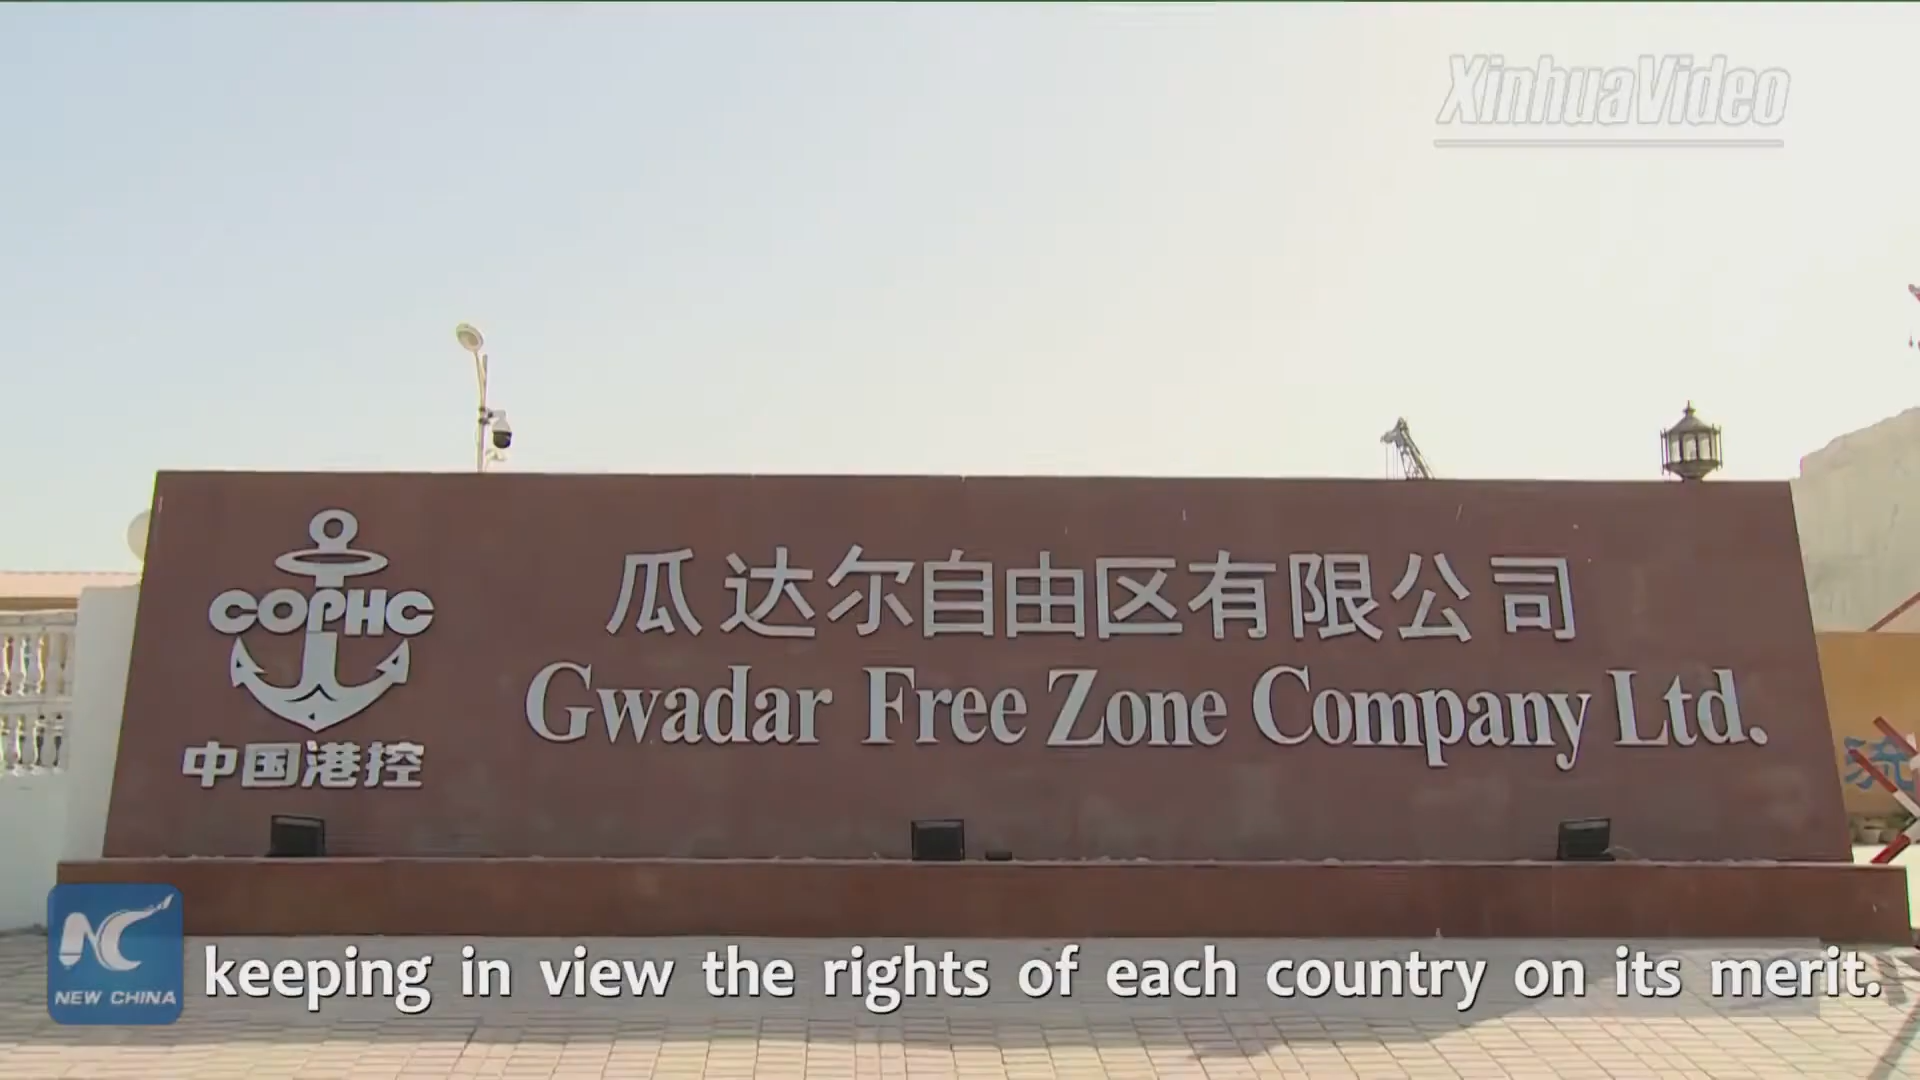 XinhuaVideo
COPHC
中国港控
瓜达尔自由区有限公司
Gwadar Free Zone Company Ltd.
流
NC
NEW CHINA
keeping in view the rights of each country on its merit.